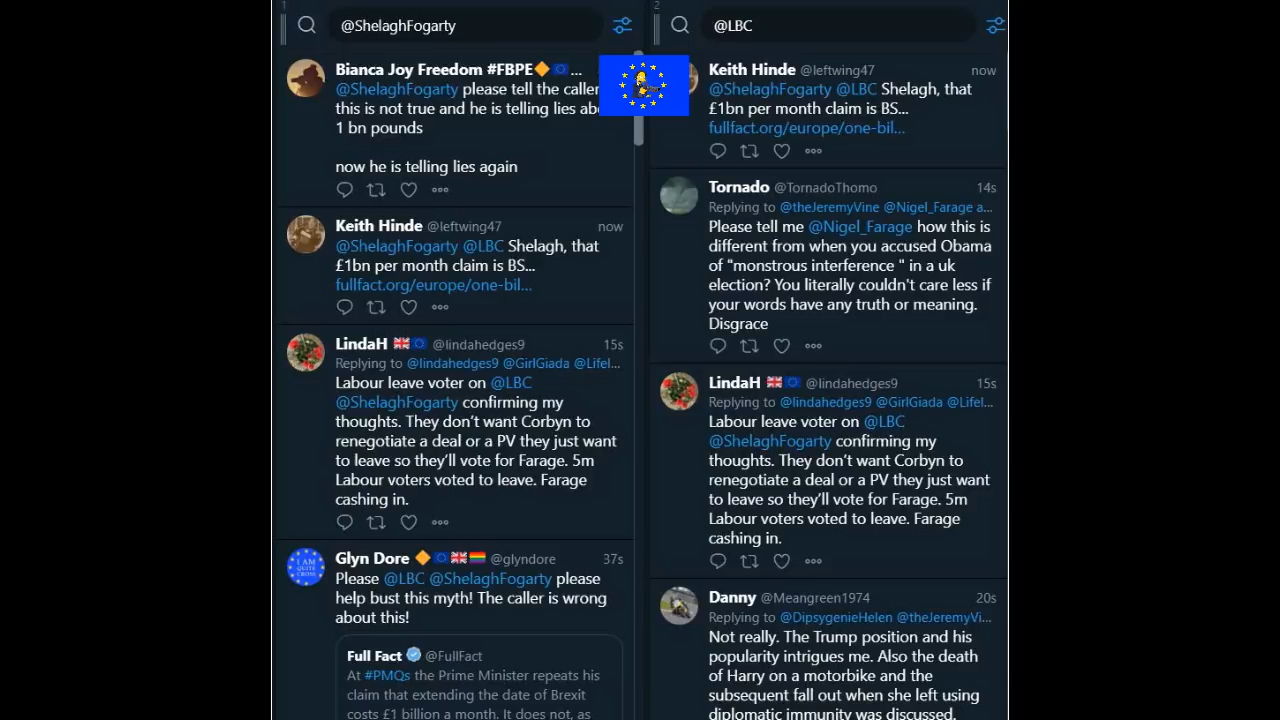 1
@ShelaghFogarty
Bianca Joy Freedom #FBPE🔶🇪🇺 ...
@ShelaghFogarty please tell the caller
this is not true and he is telling lies
1 bn pounds
now he is telling lies again
Keith Hinde @leftwing47 now
@ShelaghFogarty @LBC Shelagh, that
£1bn per month claim is BS...
fullfact.org/europe/one-bil...
LindaH 🇬🇧🇪🇺 @lindahedges9 15s
Replying to @lindahedges9 @GirlGiada @Lifel...
Labour leave voter on @LBC
@ShelaghFogarty confirming my
thoughts. They don’t want Corbyn to
renegotiate a deal or a PV they just want
to leave so they’ll vote for Farage. 5m
Labour voters voted to leave. Farage
cashing in.
Glyn Dore 🔶🇪🇺🇬🇧🏳️‍🌈 @glyndore 37s
I AM
QUITE
CROSS
Please @LBC @ShelaghFogarty please
help bust this myth! The caller is wrong
about this!
Full Fact @FullFact
At #PMQs the Prime Minister repeats his
claim that extending the date of Brexit
costs £1 billion a month. It does not, as
2
@LBC
Keith Hinde @leftwing47 now
@ShelaghFogarty @LBC Shelagh, that
£1bn per month claim is BS...
fullfact.org/europe/one-bil...
Tornado @TornadoThomo 14s
Replying to @theJeremyVine @Nigel_Farage a...
Please tell me @Nigel_Farage how this is
different from when you accused Obama
of "monstrous interference " in a uk
election? You literally couldn't care less if
your words have any truth or meaning.
Disgrace
LindaH 🇬🇧🇪🇺 @lindahedges9 15s
Replying to @lindahedges9 @GirlGiada @Lifel...
Labour leave voter on @LBC
@ShelaghFogarty confirming my
thoughts. They don’t want Corbyn to
renegotiate a deal or a PV they just want
to leave so they’ll vote for Farage. 5m
Labour voters voted to leave. Farage
cashing in.
Danny @Meangreen1974 20s
Replying to @DipsygenieHelen @theJeremyVi...
Not really. The Trump position and his
popularity intrigues me. Also the death
of Harry on a motorbike and the
subsequent fall out when she left using
diplomatic immunity was discussed.